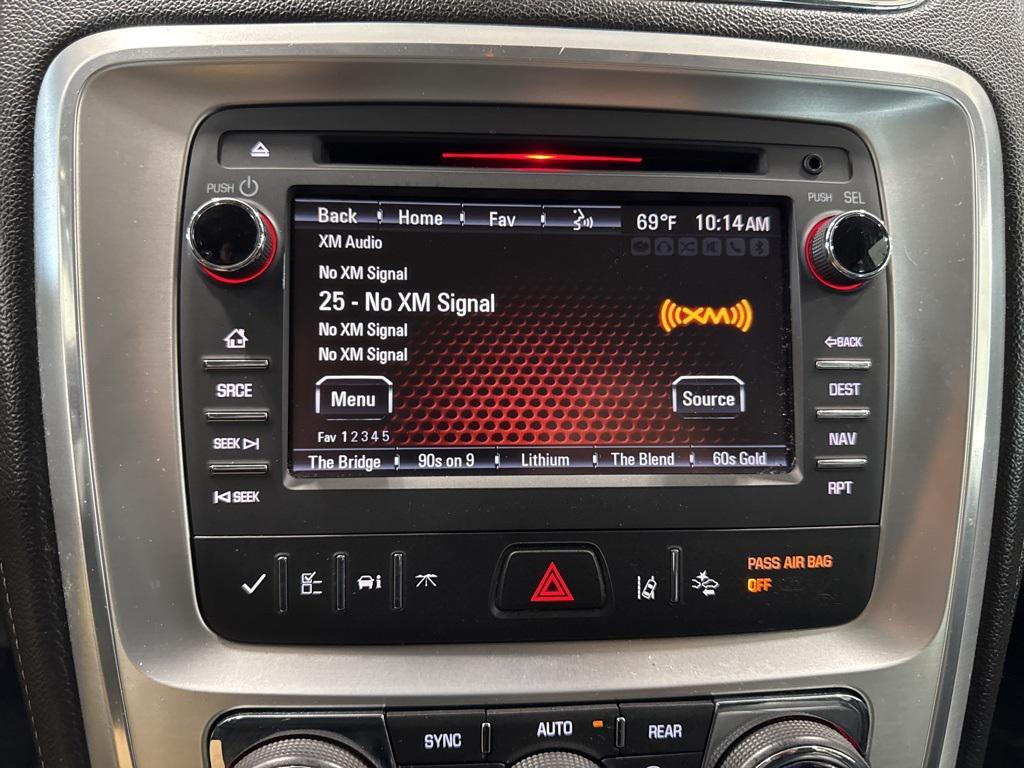 PUSH
PUSH SEL
Back Home Fav 69°F 10:14AM
XM Audio
No XM Signal
25 - No XM Signal
XM
No XM Signal
No XM Signal
Menu Source
Fav 1 2 3 4 5
The Bridge 90s on 9 Lithium The Blend 60s Gold
SRCE
SEEK
SEEK
BACK
DEST
NAV
RPT
PASS AIR BAG
OFF
SYNC AUTO REAR